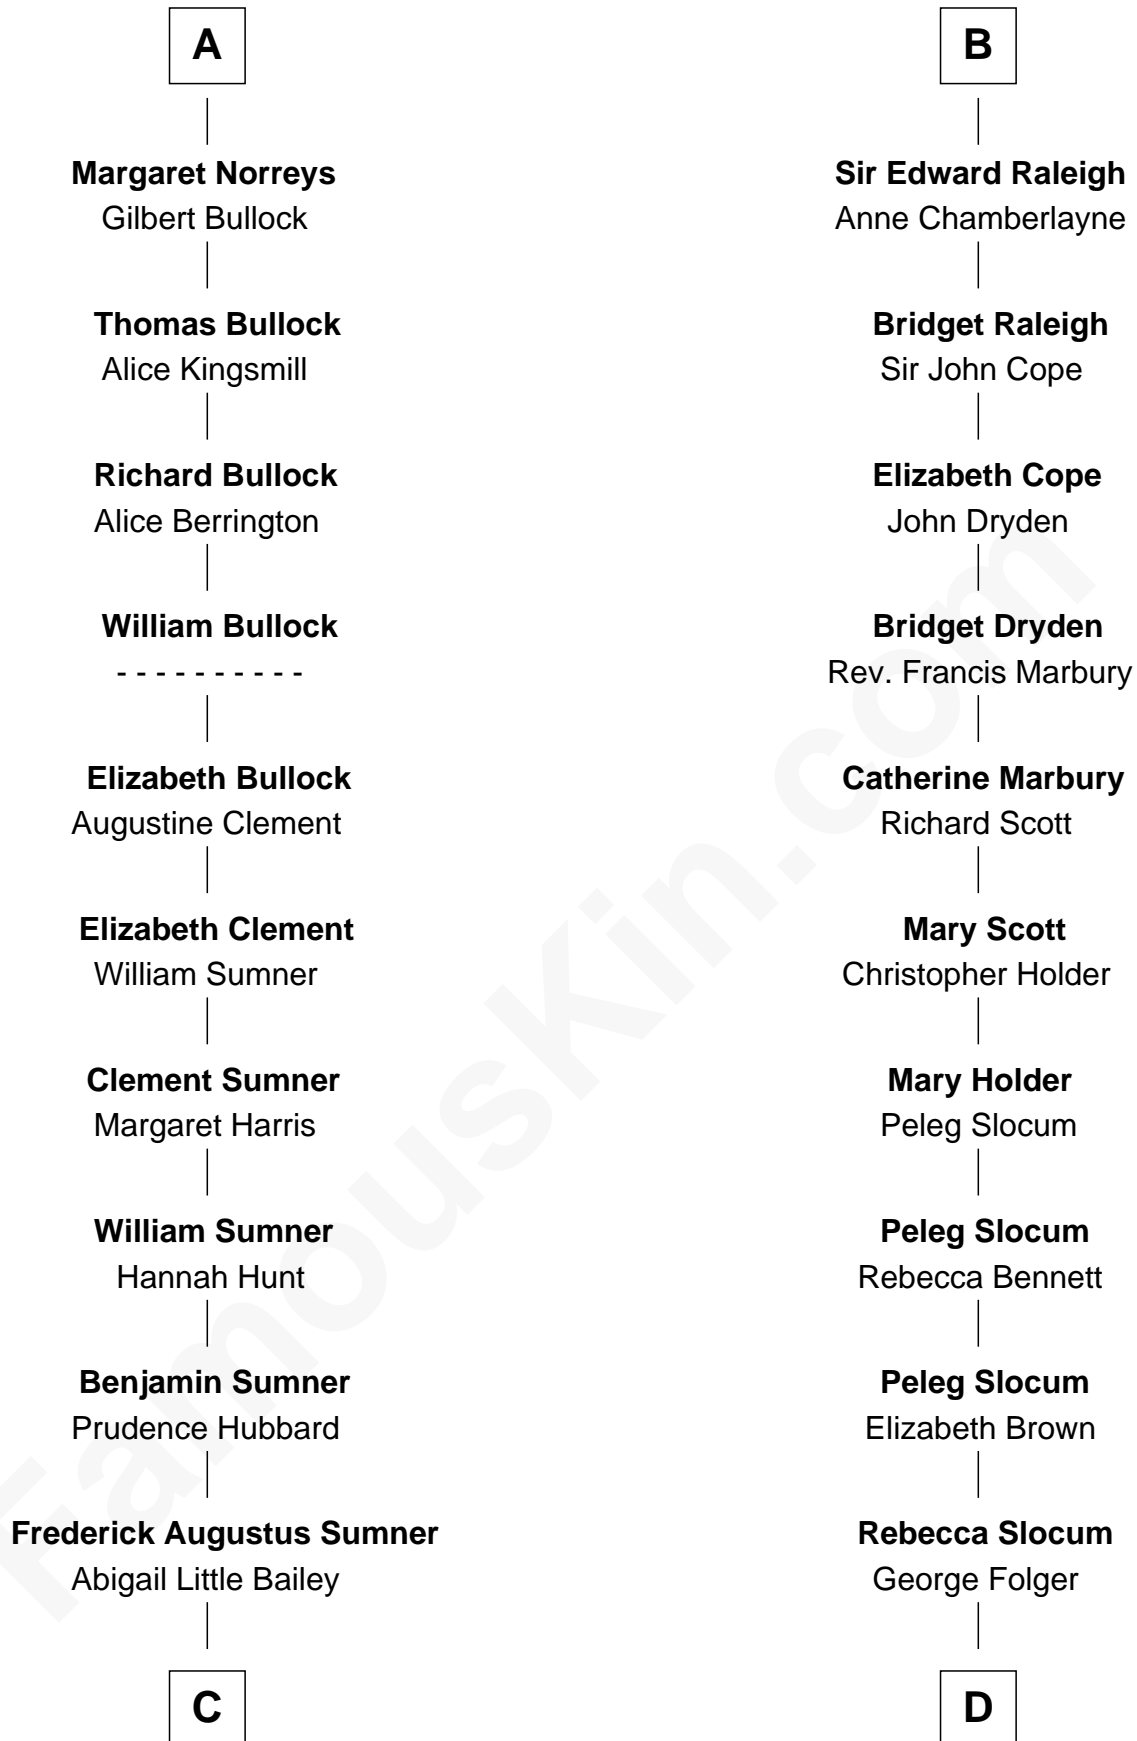 A
Margaret Norreys
Gilbert Bullock
Thomas Bullock
Alice Kingsmill
Richard Bullock
Alice Berrington
William Bullock
- - - - - - - - - -
Elizabeth Bullock
Augustine Clement
Elizabeth Clement
William Sumner
Clement Sumner
Margaret Harris
William Sumner
Hannah Hunt
Benjamin Sumner
Prudence Hubbard
Frederick Augustus Sumner
Abigail Little Bailey
C
B
Sir Edward Raleigh
Anne Chamberlayne
Bridget Raleigh
Sir John Cope
Elizabeth Cope
John Dryden
Bridget Dryden
Rev. Francis Marbury
Catherine Marbury
Richard Scott
Mary Scott
Christopher Holder
Mary Holder
Peleg Slocum
Peleg Slocum
Rebecca Bennett
Peleg Slocum
Elizabeth Brown
Rebecca Slocum
George Folger
D
FamousKin.com